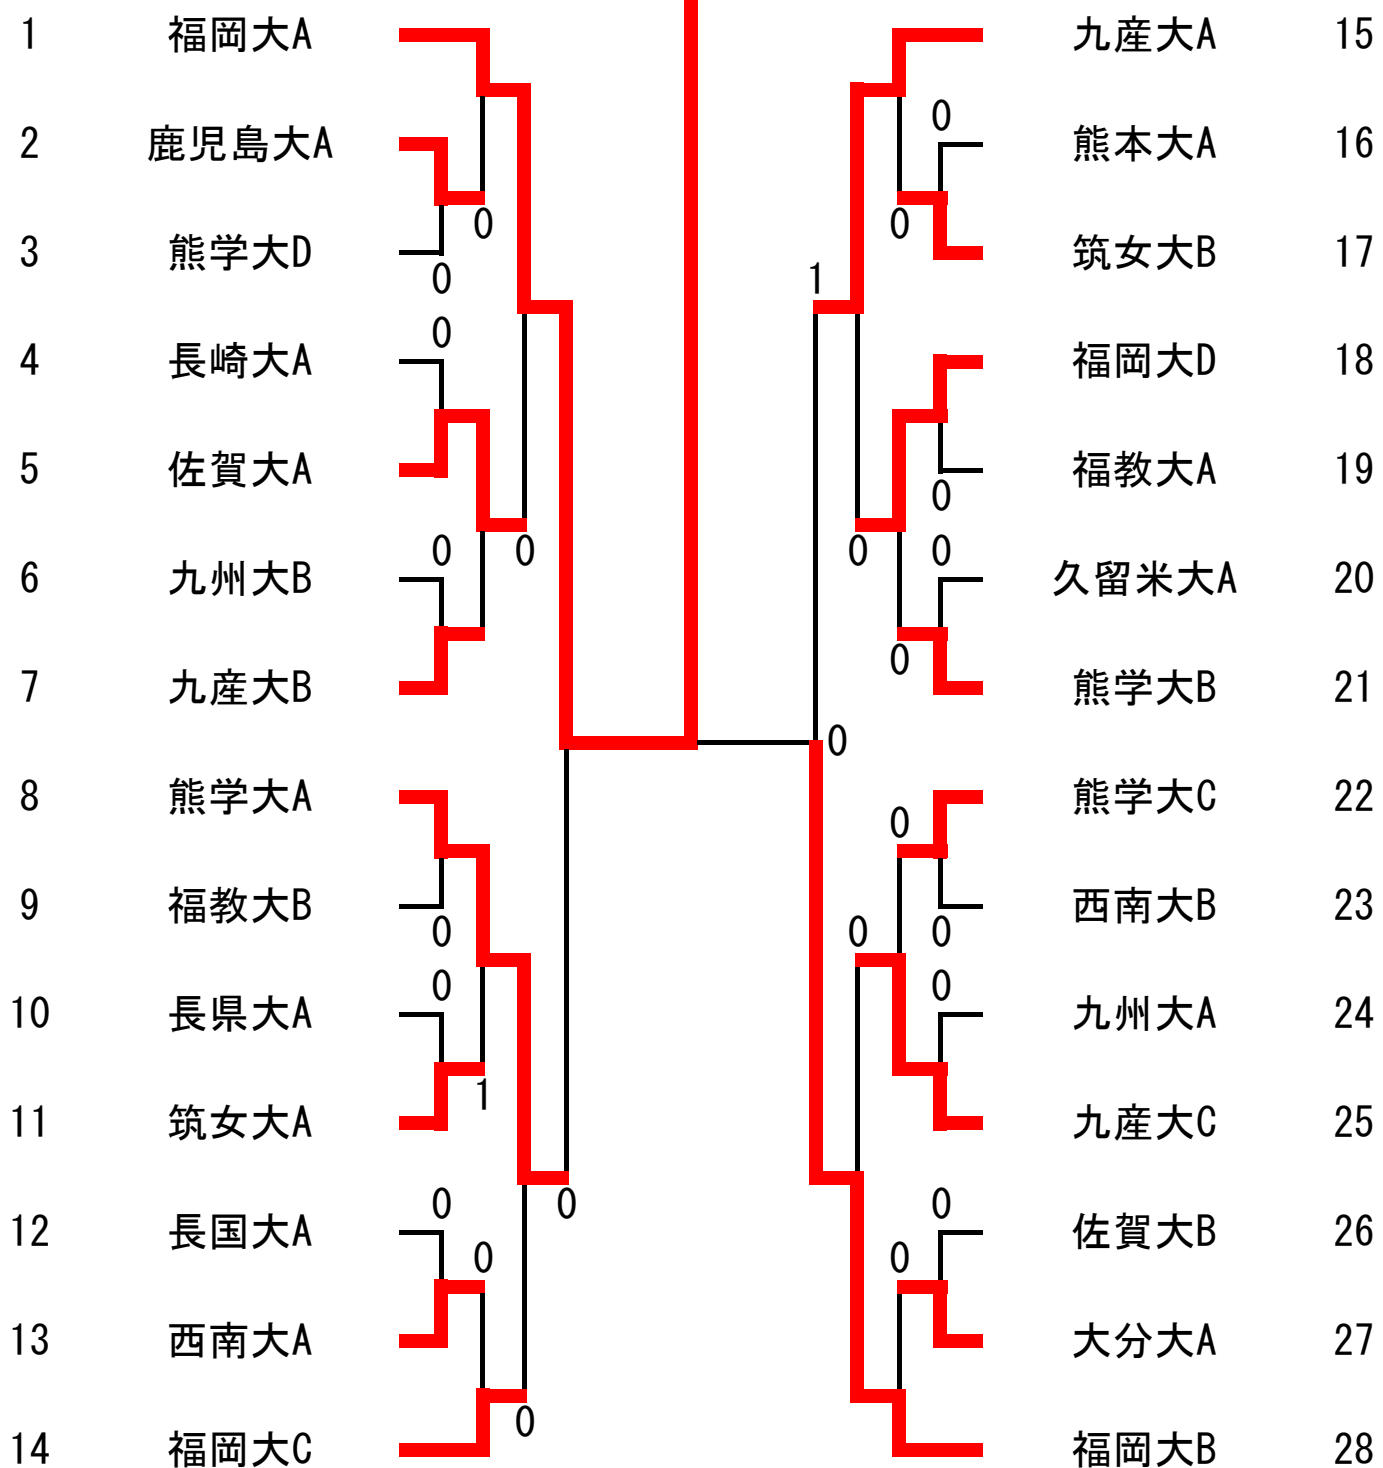 1 福岡大A 九産大A 15
0
2 鹿児島大A 熊本大A 16
0 0
3 熊学大D 筑女大B 17
0 1
0
4 長崎大A 福岡大D 18
5 佐賀大A 福教大A 19
0
0 0 0 0
6 九州大B 久留米大A 20
0
7 九産大B 熊学大B 21
0
8 熊学大A 熊学大C 22
0
9 福教大B 西南大B 23
0 0 0
0 0
10 長県大A 九州大A 24
1
11 筑女大A 九産大C 25
0 0 0
12 長国大A 佐賀大B 26
0 0
13 西南大A 大分大A 27
0
14 福岡大C 福岡大B 28